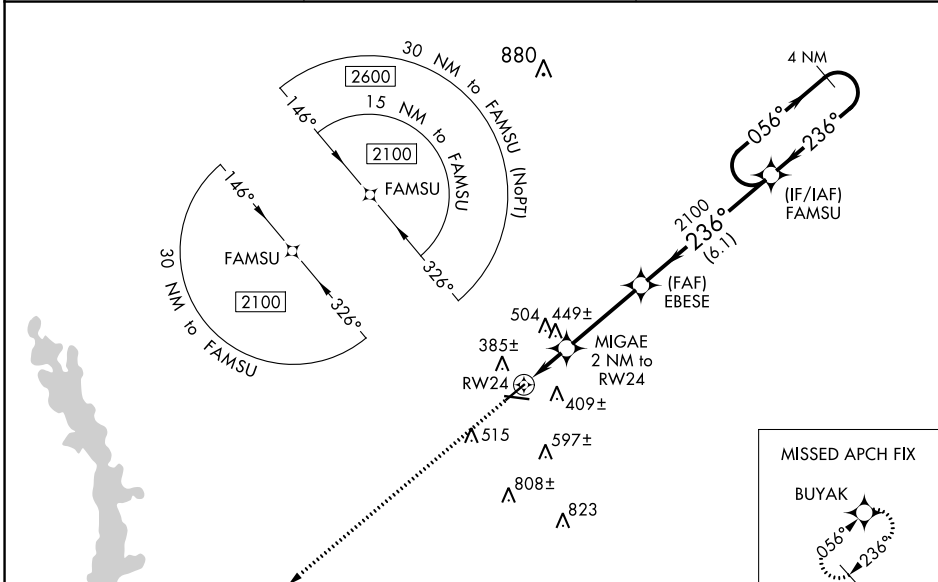 30 NM to FAMSU (NoPT)
2600
146°
15 NM to FAMSU
2100
FAMSU
326°
146°
FAMSU
2100
326°
30 NM to FAMSU
880
4 NM
056°
236°
(IF/IAF)
FAMSU
2100
236°
(6.1)
(FAF)
EBESE
504
449±
MIGAE
2 NM to
RW24
385±
RW24
409±
515
597±
808±
823
MISSED APCH FIX
BUYAK
056°
236°